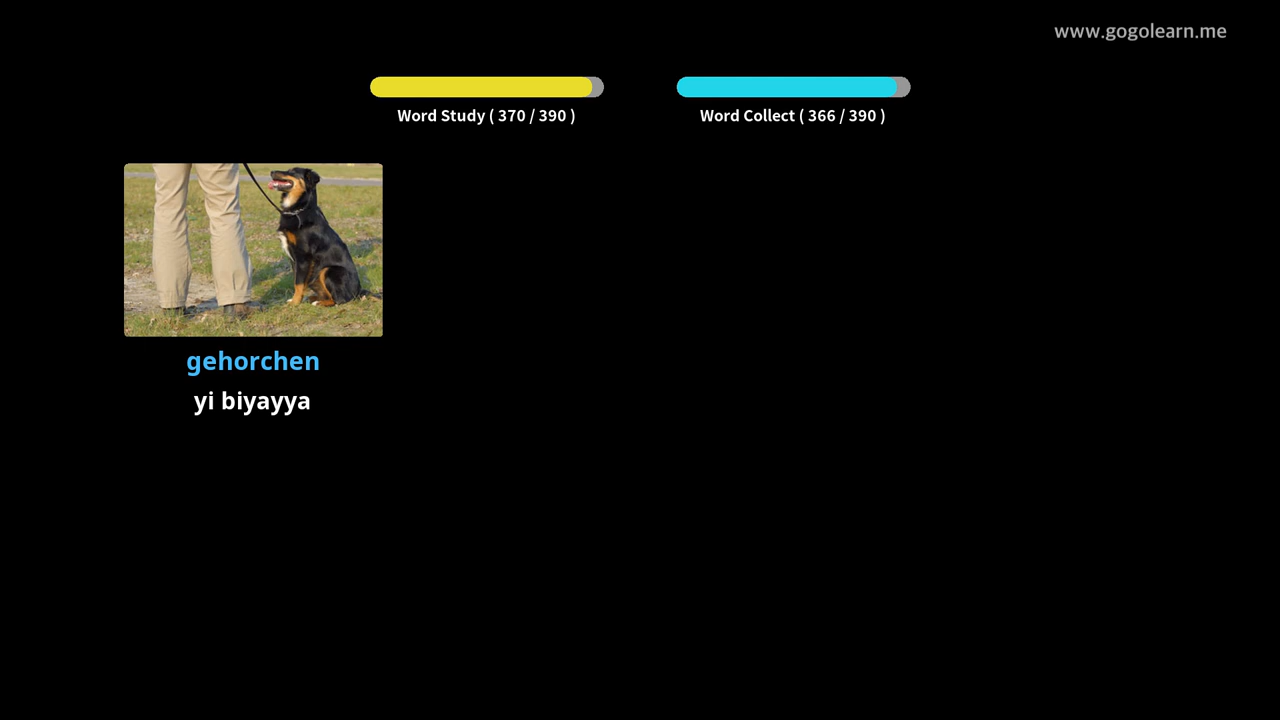 www.gogolearn.me
Word Study ( 370 / 390 )
Word Collect ( 366 / 390 )
gehorchen
yi biyayya